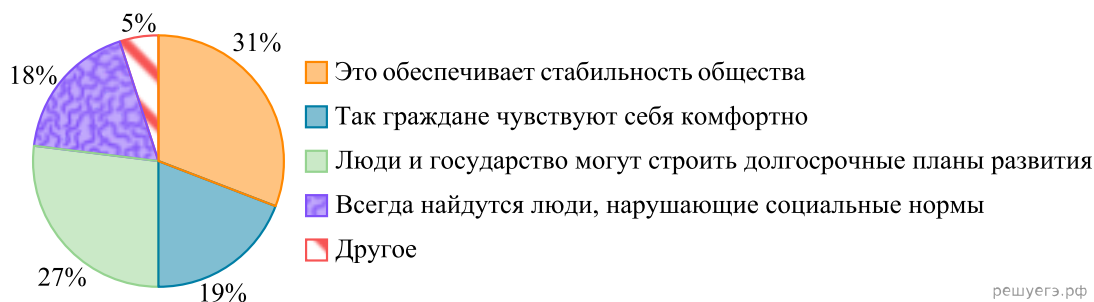 5%
31%
18%
27%
19%
Это обеспечивает стабильность общества
Так граждане чувствуют себя комфортно
Люди и государство могут строить долгосрочные планы развития
Всегда найдутся люди, нарушающие социальные нормы
Другое
решуегэ.рф